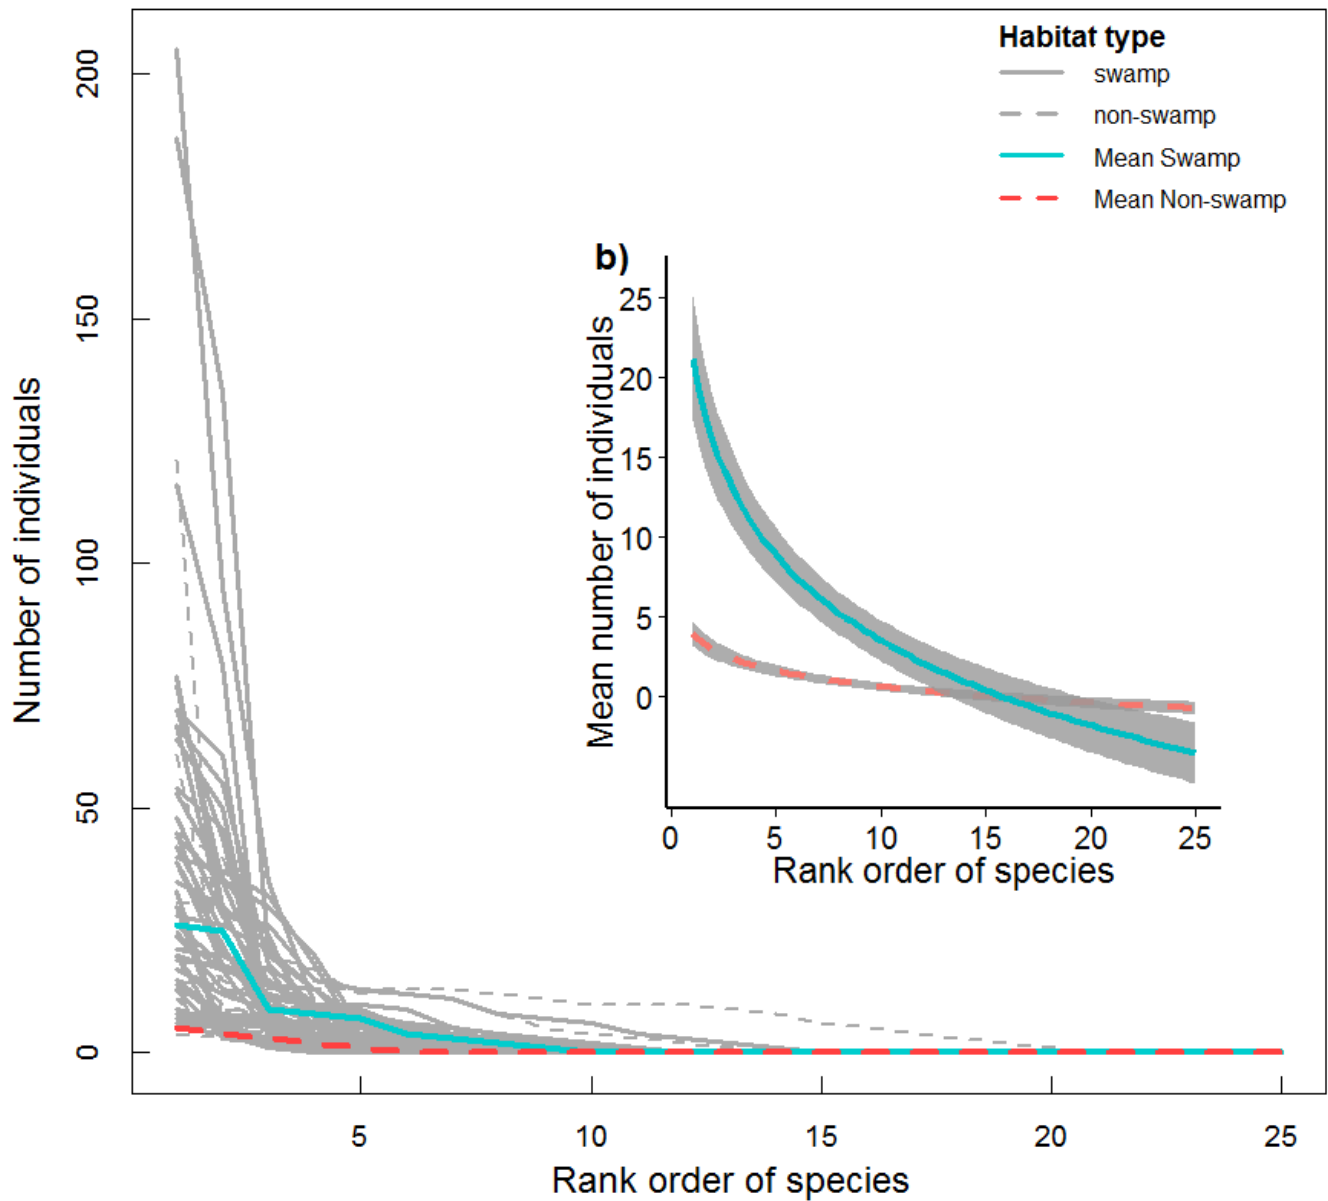 Habitat type
swamp
non-swamp
Mean Swamp
Mean Non-swamp
Number of individuals
200
150
100
50
0
5
10
15
20
25
Rank order of species
b)
Mean number of individuals
25
20
15
10
5
0
0
5
10
15
20
25
Rank order of species